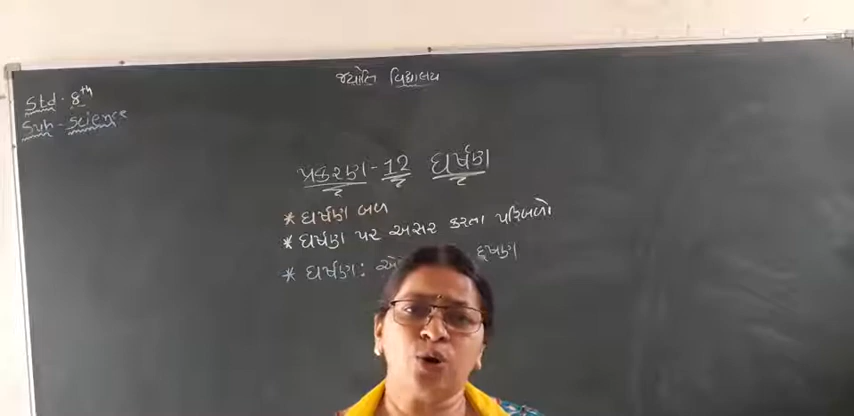 જ્યોતિ વિદ્યાલય
Std - 8th
Sub - Science
પ્રકરણ - 12 ઘર્ષણ
* ઘર્ષણ બળ
* ઘર્ષણ પર અસર કરતા પરિબળો
* ઘર્ષણ : દૂષણ